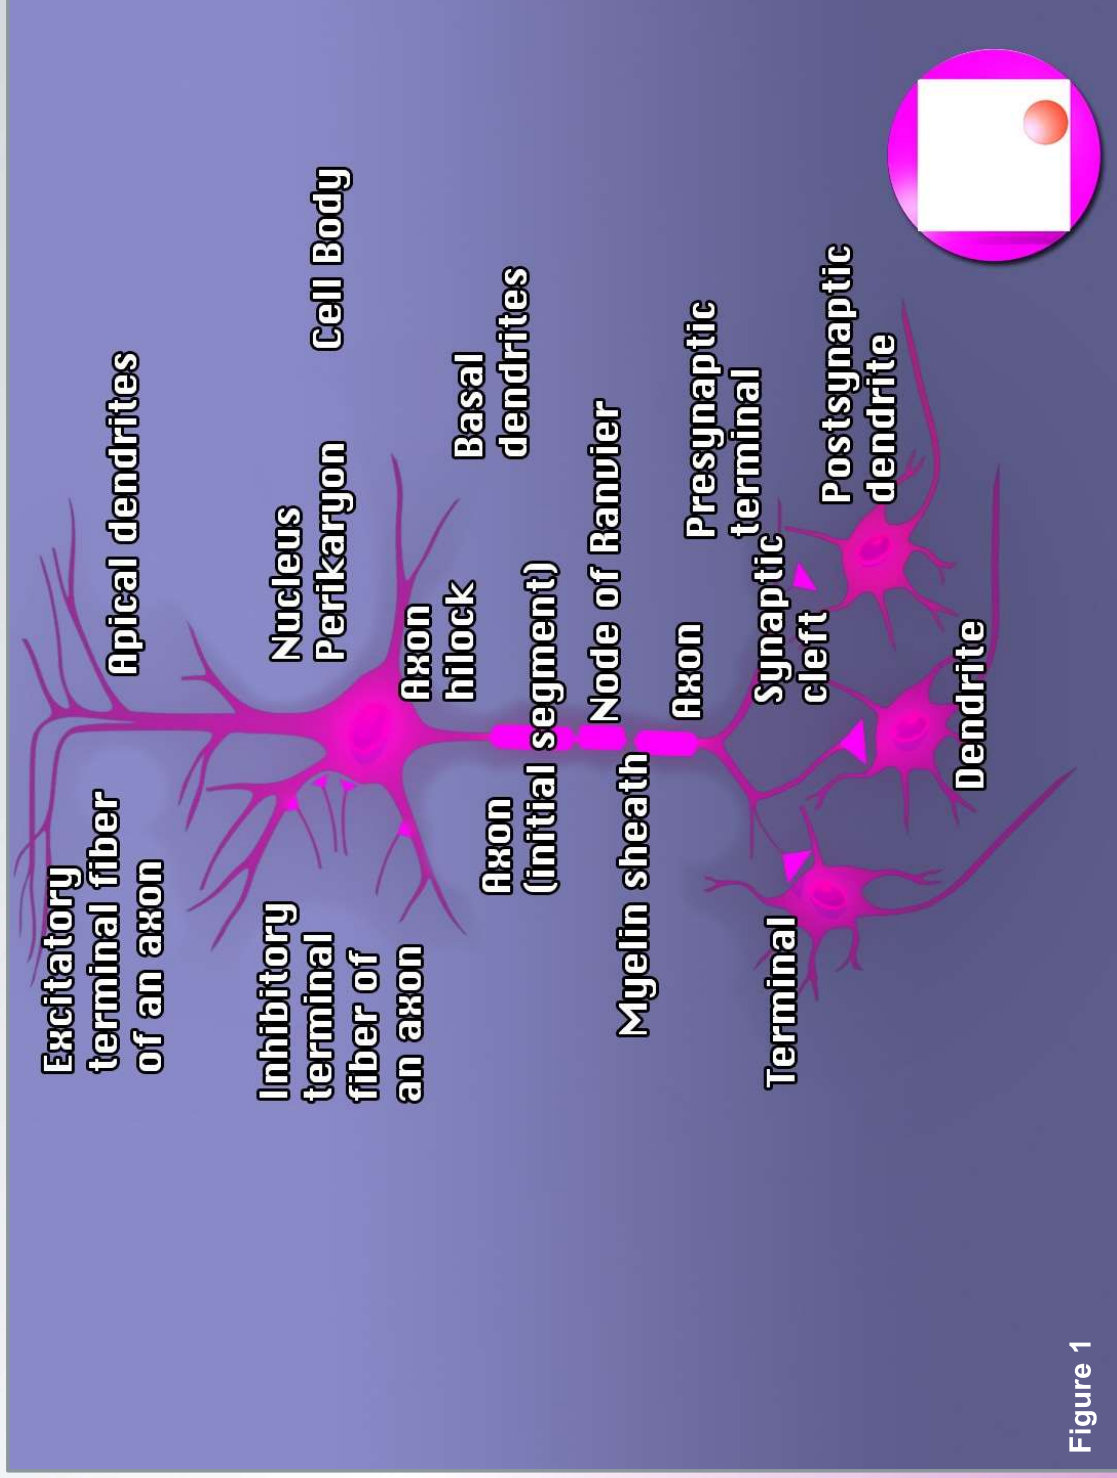 Excitatory
terminal fiber
of an axon
Apical dendrites
Inhibitory
terminal
fiber of
an axon
Nucleus
Perikaryon
Cell Body
Axon
hilock
Basal
dendrites
Axon
(initial segment)
Node of Ranvier
Myelin sheath
Axon
Presynaptic
terminal
Synaptic
cleft
Terminal
Postsynaptic
dendrite
Dendrite
Figure 1